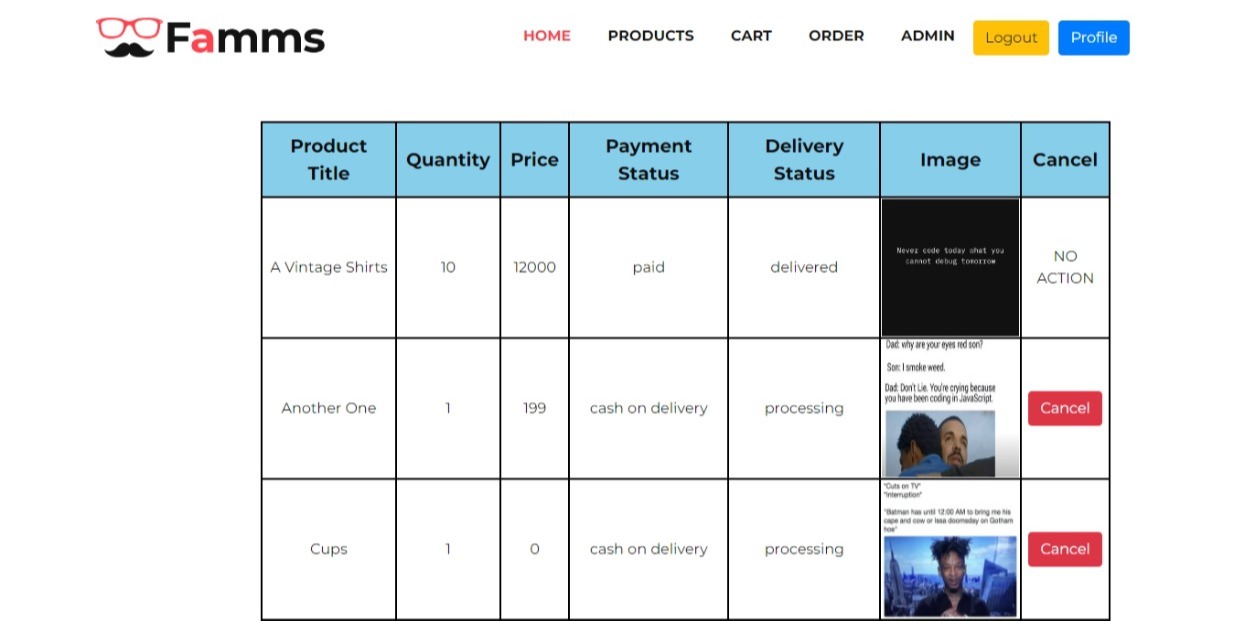 Famms
HOME PRODUCTS CART ORDER ADMIN Logout Profile
Product Title Quantity Price Payment Status Delivery Status Image Cancel
A Vintage Shirts 10 12000 paid delivered
Never code today what you
cannot debug tomorrow
NO
ACTION
Another One 1 199 cash on delivery processing
Dad: why are your eyes red son?
Son: I smoke weed.
Dad: Don't Lie. You're crying because
you have been coding in JavaScript.
Cancel
Cups 1 0 cash on delivery processing
"Cuts on TV"
"Interruption"
"Batman has until 12:00 AM to bring me his
cape and cow or Issa doomsday on Gotham
hoe"
Cancel